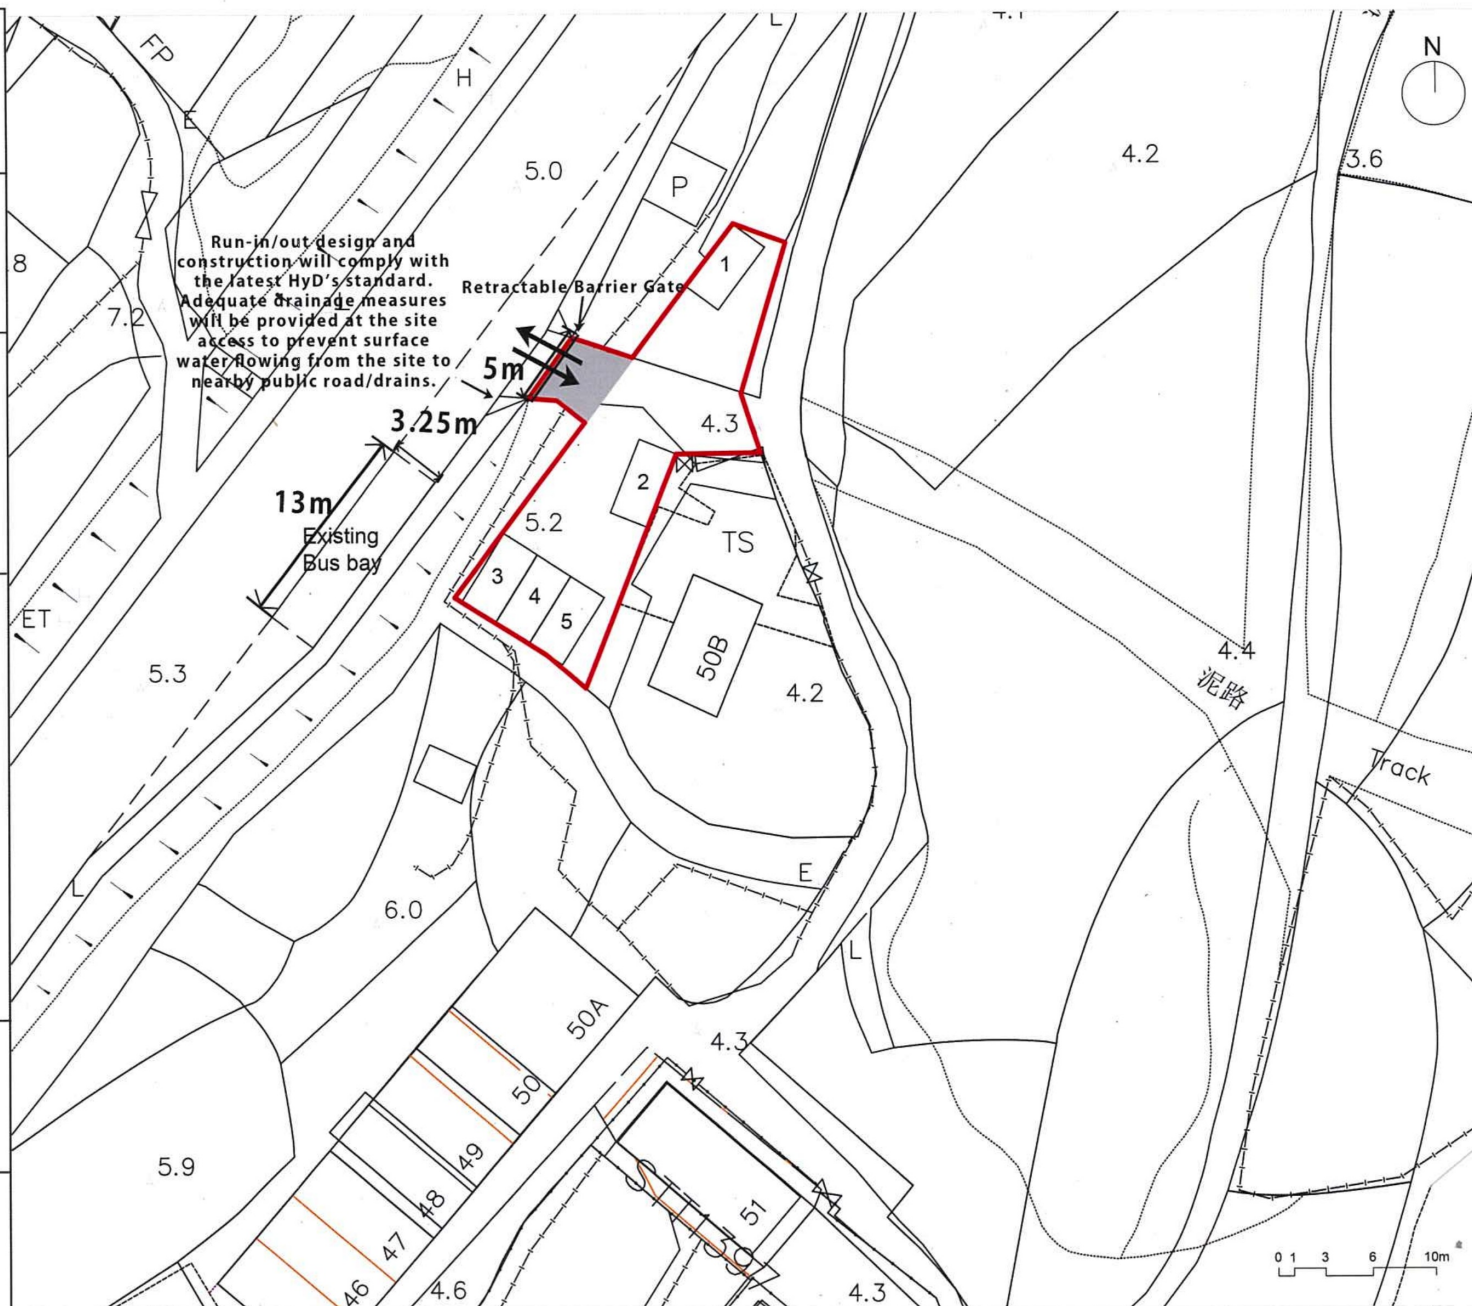 L
4.1
FP
H
N
E
5.0
P
4.2
3.6
Run-in/out design and
construction will comply with
the latest HyD's standard.
Adequate drainage measures
will be provided at the site
access to prevent surface
water flowing from the site to
nearby public road/drains.
8
7.2
L
Retractable Barrier Gate
1
5m
3.25m
4.3
13m
Existing
Bus bay
2
5.2
TS
3
4
5
ET
5.3
50B
4.2
4.4
泥路
Track
L
6.0
E
L
50A
4.3
50
49
5.9
48
47
46
4.6
51
4.3
0 1 3 6 10m